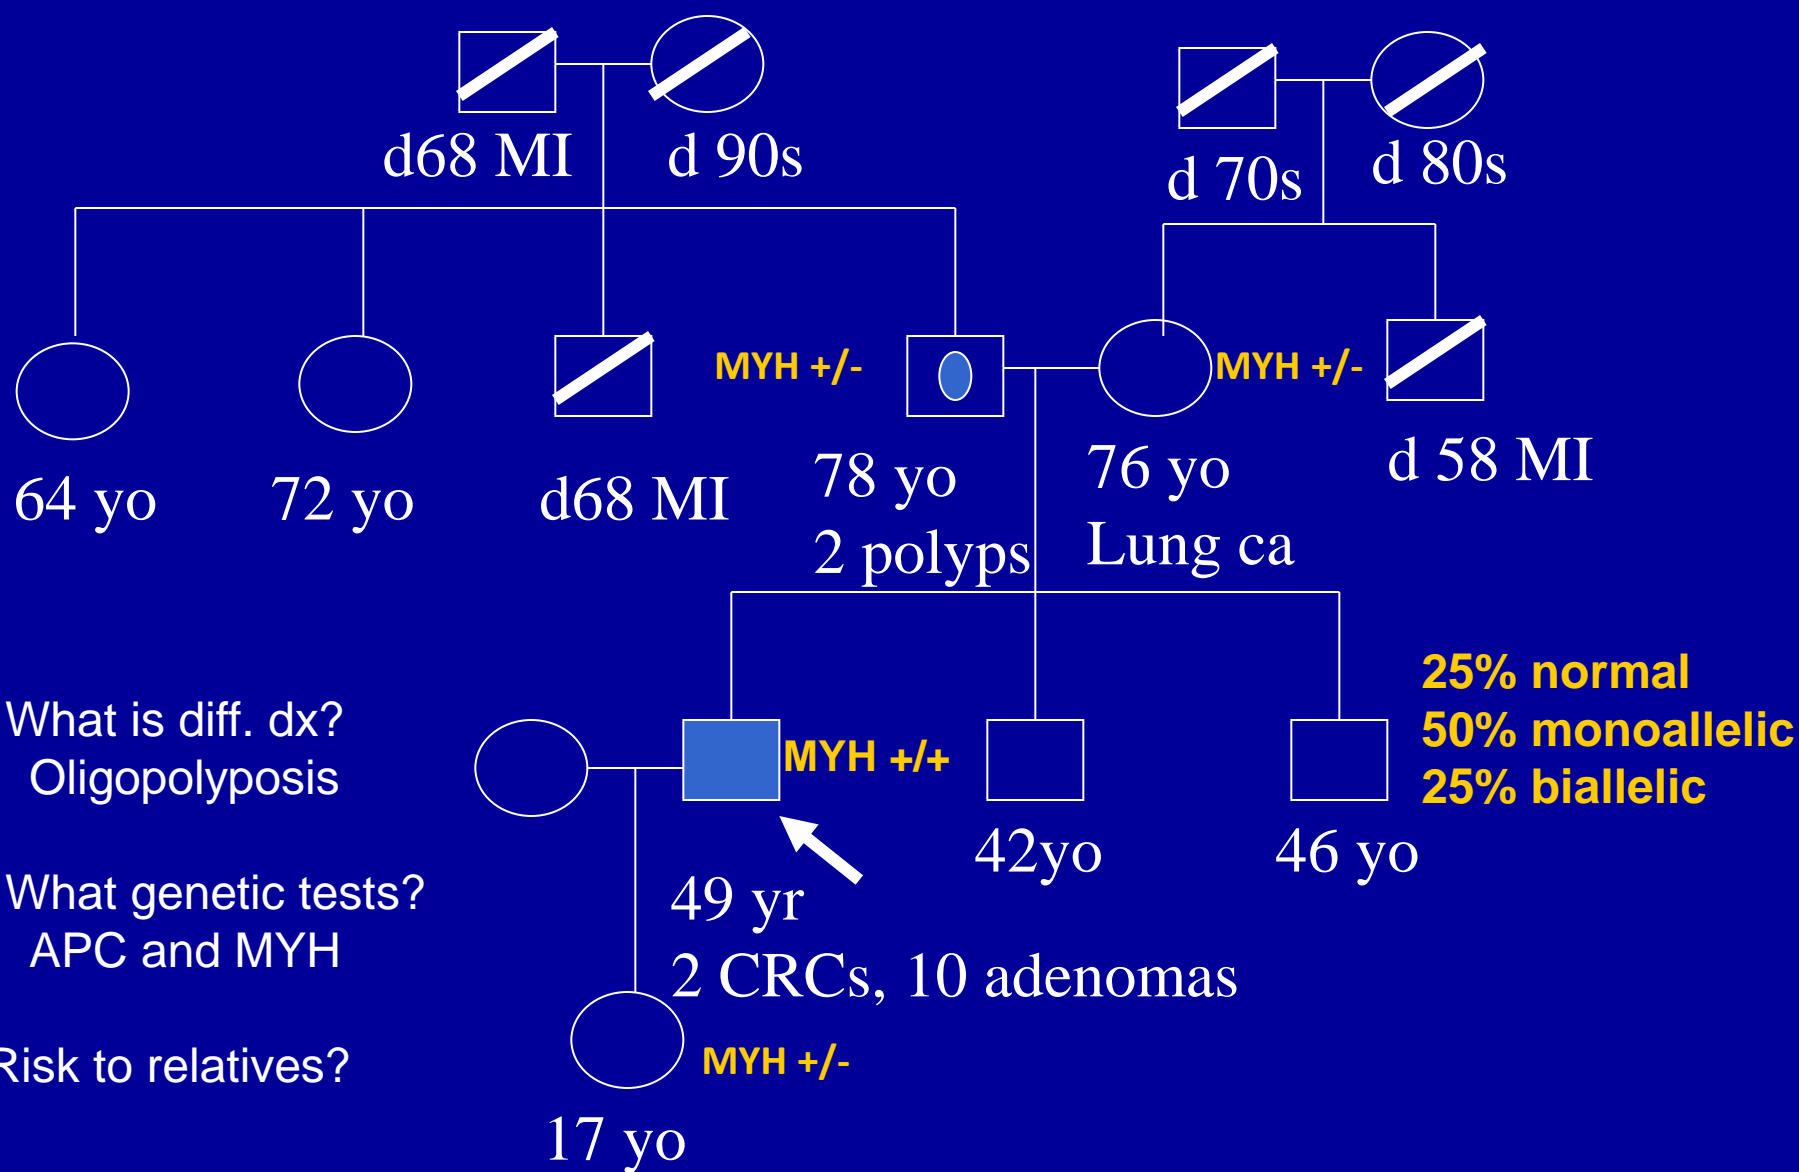 d68 MI
d 90s
d 70s
d 80s
MYH +/-
MYH +/-
64 yo
72 yo
d68 MI
78 yo
2 polyps
76 yo
Lung ca
d 58 MI
What is diff. dx?
Oligopolyposis
MYH +/+
25% normal
50% monoallelic
25% biallelic
What genetic tests?
APC and MYH
49 yr
2 CRCs, 10 adenomas
42yo
46 yo
Risk to relatives?
MYH +/-
17 yo